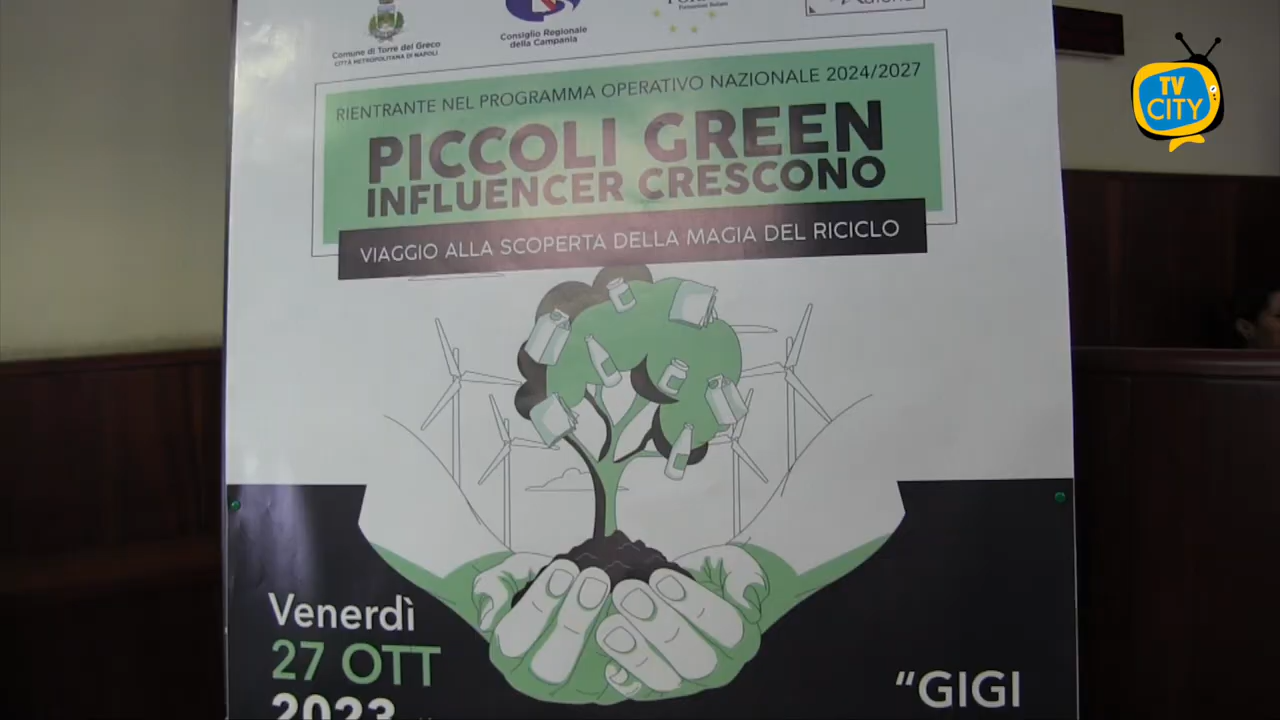 Comune di Torre del Greco
CITTÀ METROPOLITANA DI NAPOLI
Consiglio Regionale
della Campania
TV
CITY
RIENTRANTE NEL PROGRAMMA OPERATIVO NAZIONALE 2024/2027
PICCOLI GREEN
INFLUENCER CRESCONO
VIAGGIO ALLA SCOPERTA DELLA MAGIA DEL RICICLO
Venerdì
27 OTT
2023
“GIGI